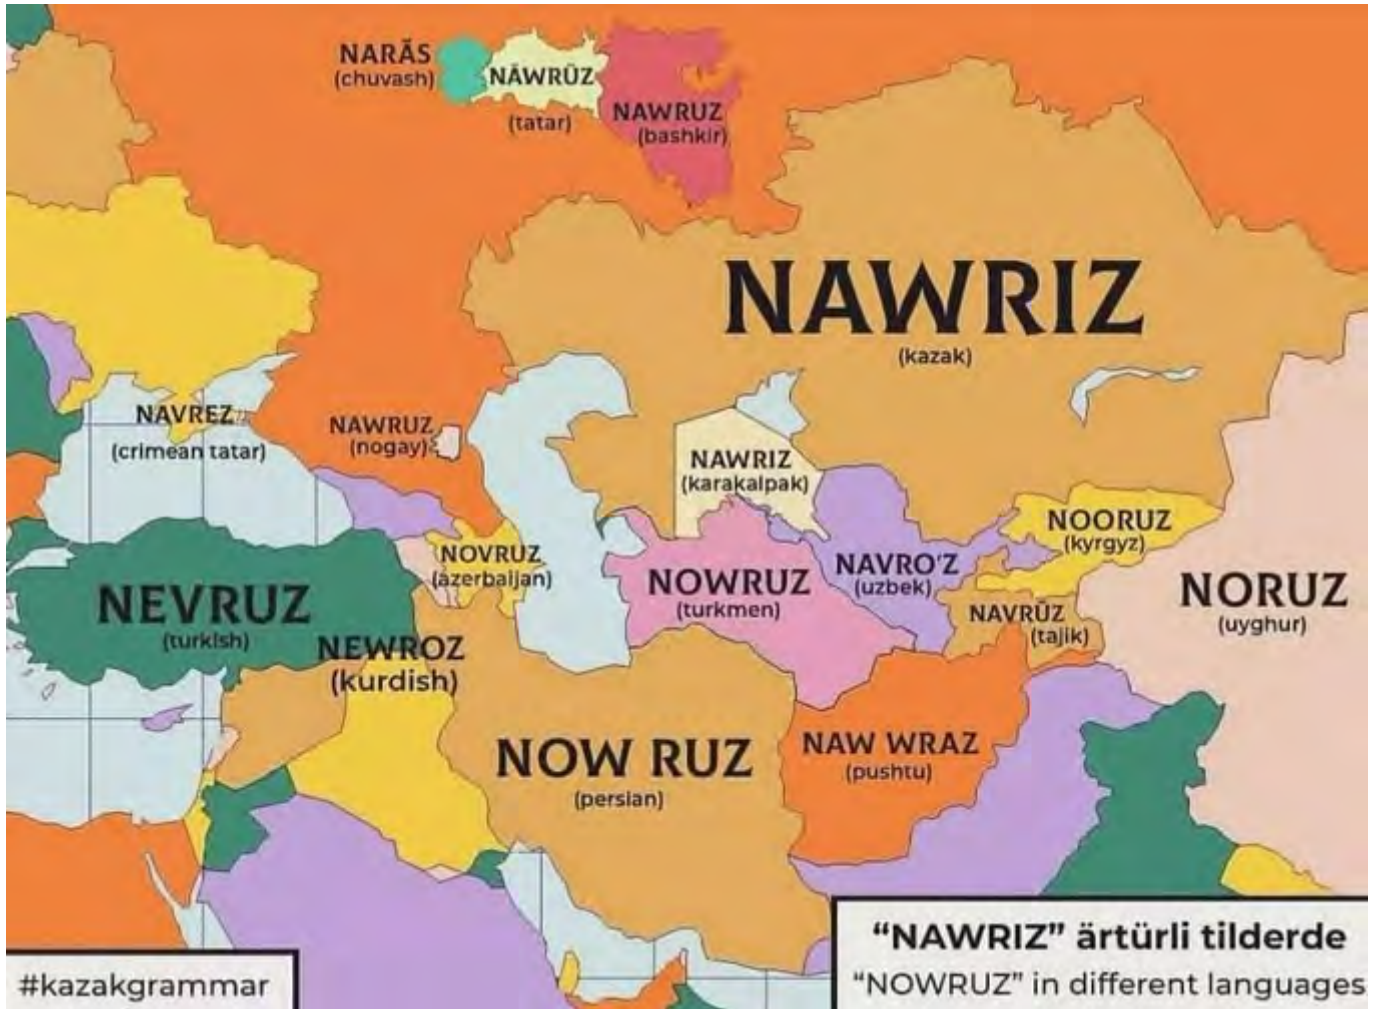 NARĂS
(chuvash)
NÄWRÜZ
(tatar)
NAWRUZ
(bashkir)
NAWRIZ
(kazak)
NAVREZ
(crimean tatar)
NAWRUZ
(nogay)
NAWRIZ
(karakalpak)
NOORUZ
(kyrgyz)
NOVRUZ
(azerbaijan)
NEVRUZ
(turkish)
NOWRUZ
(turkmen)
NAVRO'Z
(uzbek)
NAVRŪZ
(tajik)
NORUZ
(uyghur)
NEWROZ
(kurdish)
NOW RUZ
(persian)
NAW WRAZ
(pushtu)
"NAWRIZ" ärtürli tilderde
"NOWRUZ" in different languages
#kazakgrammar